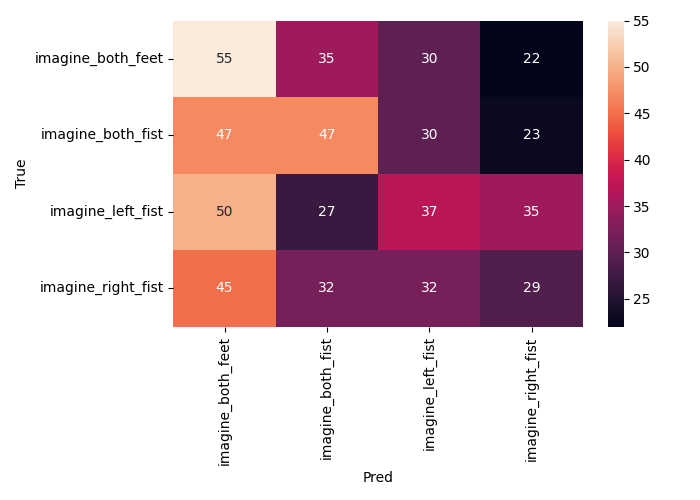 True
imagine_both_feet 55 35 30 22
imagine_both_fist 47 47 30 23
imagine_left_fist 50 27 37 35
imagine_right_fist 45 32 32 29
imagine_both_feet
imagine_both_fist
imagine_left_fist
imagine_right_fist
Pred
55
50
45
40
35
30
25